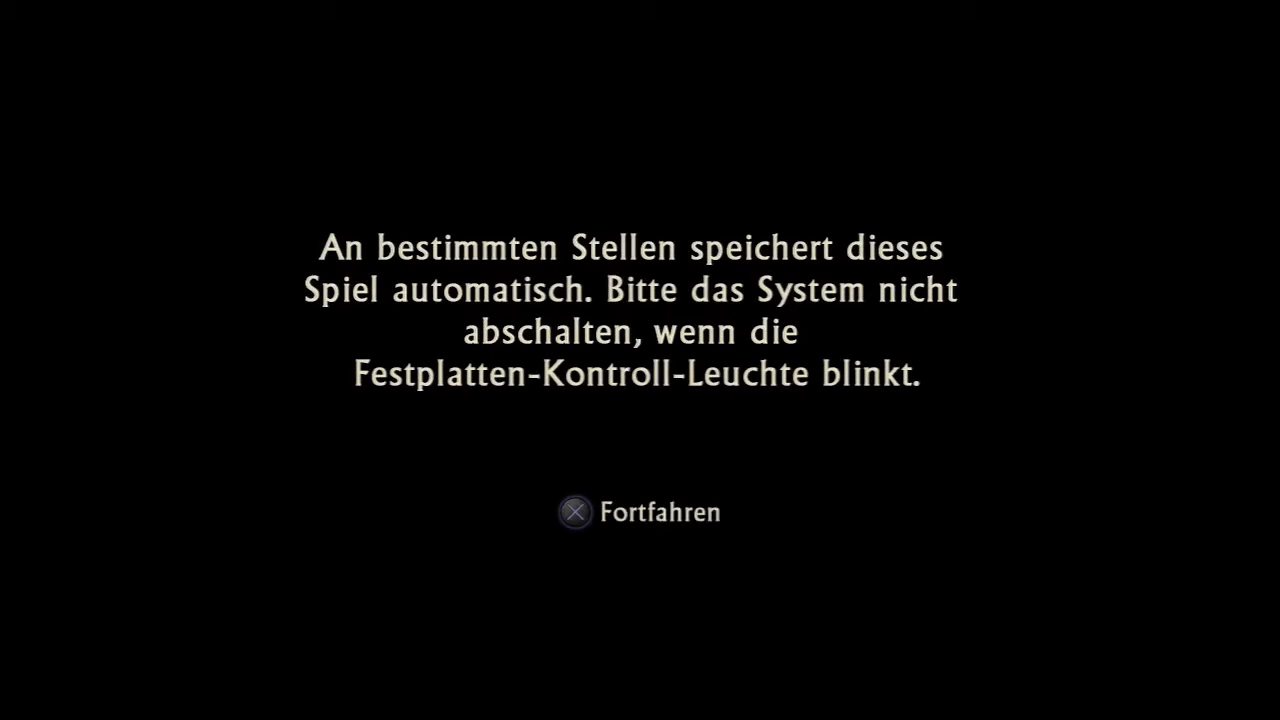 An bestimmten Stellen speichert dieses
Spiel automatisch. Bitte das System nicht
abschalten, wenn die
Festplatten-Kontroll-Leuchte blinkt.
Fortfahren